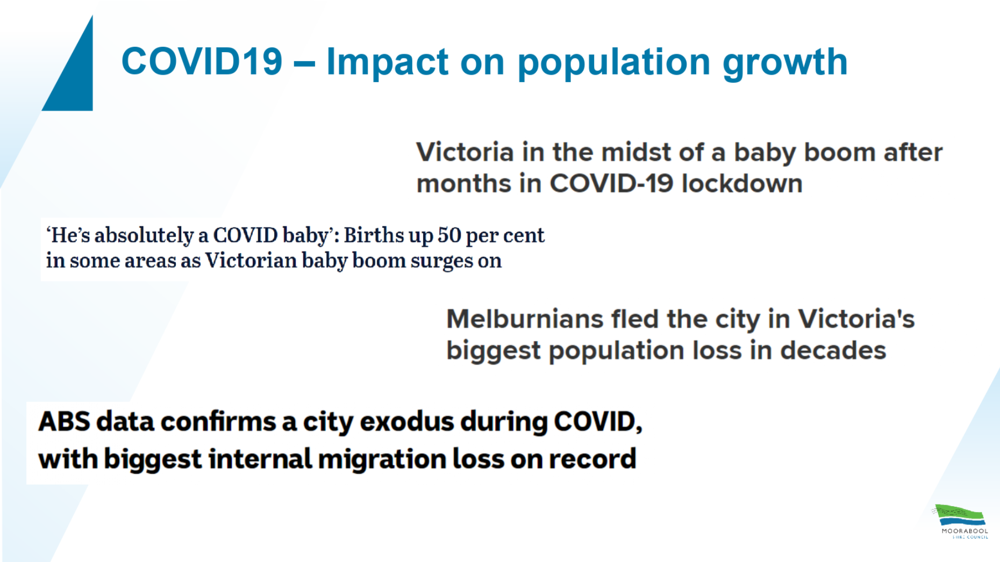 COVID19 – Impact on population growth
Victoria in the midst of a baby boom after
months in COVID-19 lockdown
‘He’s absolutely a COVID baby’: Births up 50 per cent
in some areas as Victorian baby boom surges on
Melburnians fled the city in Victoria's
biggest population loss in decades
ABS data confirms a city exodus during COVID,
with biggest internal migration loss on record
MOORABOOL
SHIRE COUNCIL